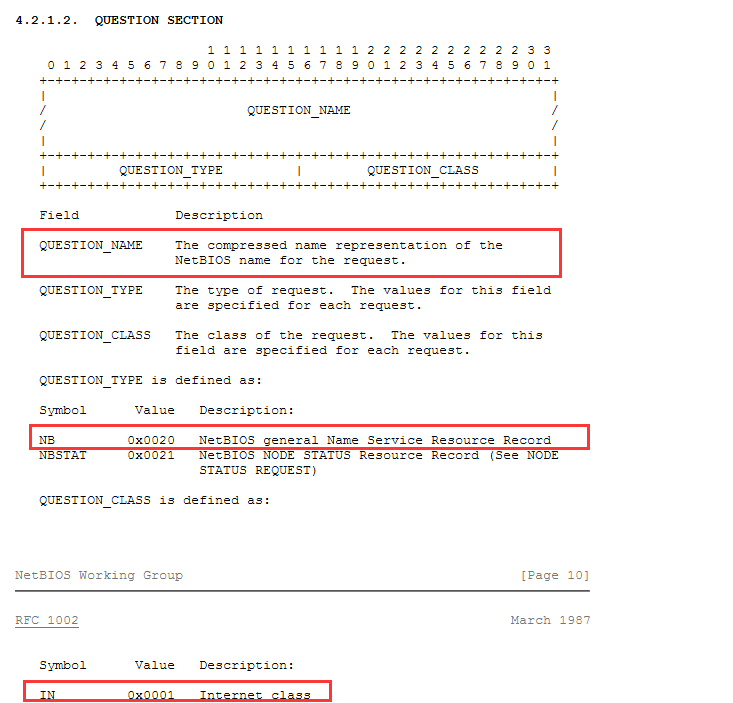 4.2.1.2.  QUESTION SECTION
                     1 1 1 1 1 1 1 1 1 1 2 2 2 2 2 2 2 2 2 2 3 3
 0 1 2 3 4 5 6 7 8 9 0 1 2 3 4 5 6 7 8 9 0 1 2 3 4 5 6 7 8 9 0 1
+-+-+-+-+-+-+-+-+-+-+-+-+-+-+-+-+-+-+-+-+-+-+-+-+-+-+-+-+-+-+-+-+
|                                                               |
/                         QUESTION_NAME                         /
/                                                               /
|                                                               |
+-+-+-+-+-+-+-+-+-+-+-+-+-+-+-+-+-+-+-+-+-+-+-+-+-+-+-+-+-+-+-+-+
|         QUESTION_TYPE         |        QUESTION_CLASS         |
+-+-+-+-+-+-+-+-+-+-+-+-+-+-+-+-+-+-+-+-+-+-+-+-+-+-+-+-+-+-+-+-+
Field            Description
QUESTION_NAME    The compressed name representation of the
                 NetBIOS name for the request.
QUESTION_TYPE    The type of request.  The values for this field
                 are specified for each request.
QUESTION_CLASS   The class of the request.  The values for this
                 field are specified for each request.
QUESTION_TYPE is defined as:
Symbol      Value   Description:
NB         0x0020   NetBIOS general Name Service Resource Record
NBSTAT     0x0021   NetBIOS NODE STATUS Resource Record (See NODE
                    STATUS REQUEST)
QUESTION_CLASS is defined as:
NetBIOS Working Group                                          [Page 10]
RFC 1002                                                      March 1987
Symbol      Value   Description:
IN         0x0001   Internet class